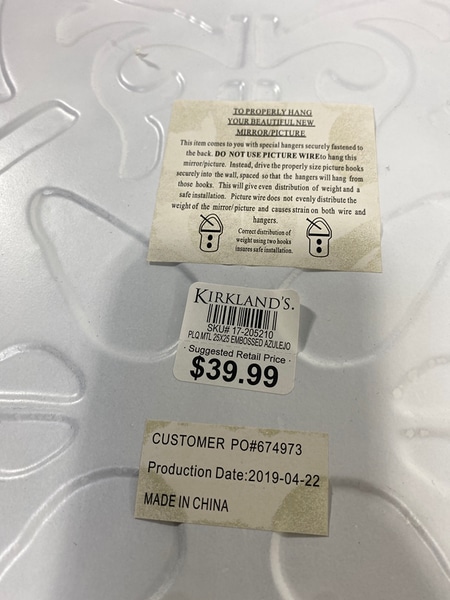 TO PROPERLY HANG
YOUR BEAUTIFUL NEW
MIRROR/PICTURE
This item comes to you with special hangers securely fastened to
the back. DO NOT USE PICTURE WIRE to hang this
mirror/picture. Instead, drive the properly size picture hooks
securely into the wall, spaced so that the hangers will hang from
those hooks. This will give even distribution of weight and a
safe installation. Picture wire does not evenly distribute the
weight of the mirror/picture and causes strain on both wire and
hangers.
Correct distribution of
weight using two hooks
insures safe installation.
KIRKLAND'S.
SKU# 17-205210
PLQ MTL 25X25 EMBOSSED AZULEJO
· Suggested Retail Price ·
$39.99
CUSTOMER PO#674973
Production Date:2019-04-22
MADE IN CHINA